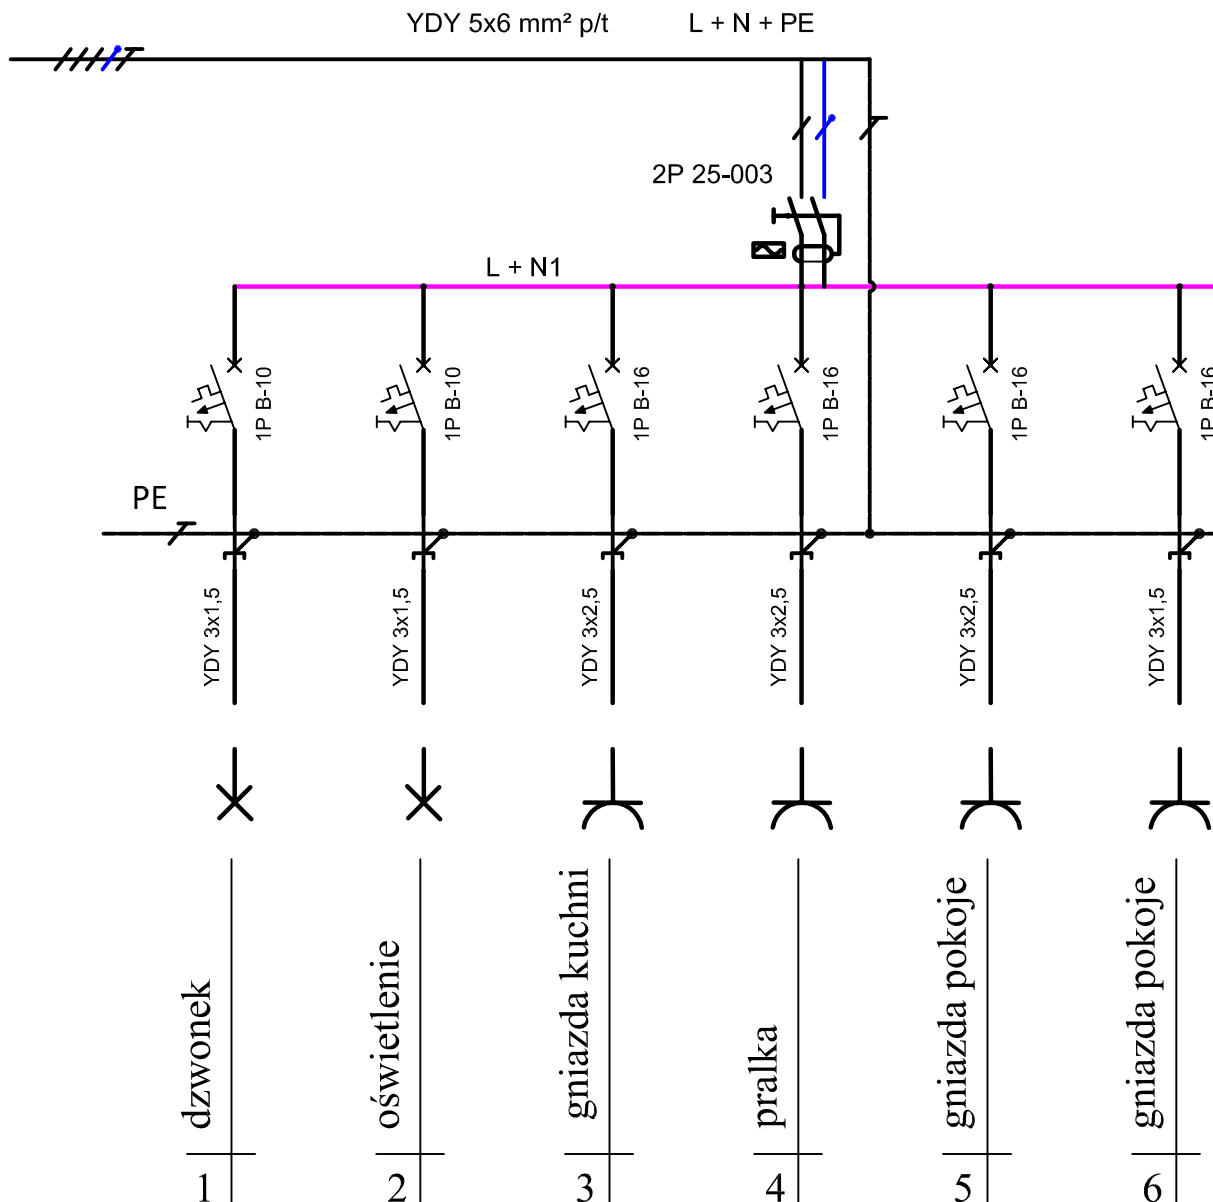 YDY 5x6 mm² p/t
L + N + PE
2P 25-003
L + N1
1P B-10
1P B-10
1P B-16
1P B-16
1P B-16
1P B-16
PE
YDY 3x1,5
YDY 3x1,5
YDY 3x2,5
YDY 3x2,5
YDY 3x2,5
YDY 3x1,5
dzwonek
oświetlenie
gniazda kuchni
pralka
gniazda pokoje
gniazda pokoje
1
2
3
4
5
6